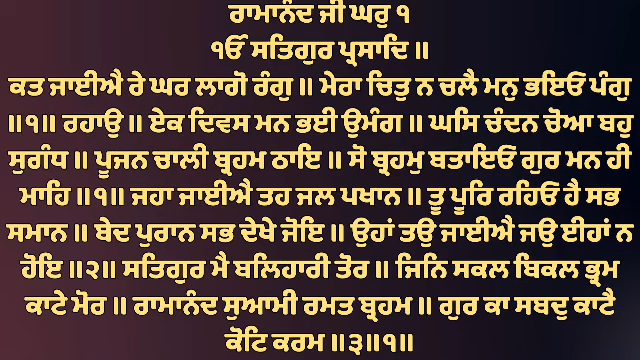 ਰਾਮਾਨੰਦ ਜੀ ਘਰੁ ੧
ੴ ਸਤਿਗੁਰ ਪ੍ਰਸਾਦਿ ॥
ਕਤ ਜਾਈਐ ਰੇ ਘਰ ਲਾਗੋ ਰੰਗੁ ॥ ਮੇਰਾ ਚਿਤੁ ਨ ਚਲੈ ਮਨੁ ਭਇਓ ਪੰਗੁ
॥੧॥ ਰਹਾਉ ॥ ਏਕ ਦਿਵਸ ਮਨ ਭਈ ਉਮੰਗ ॥ ਘਸਿ ਚੰਦਨ ਚੋਆ ਬਹੁ
ਸੁਗੰਧ ॥ ਪੂਜਨ ਚਾਲੀ ਬ੍ਰਹਮ ਠਾਇ ॥ ਸੋ ਬ੍ਰਹਮੁ ਬਤਾਇਓ ਗੁਰ ਮਨ ਹੀ
ਮਾਹਿ ॥੧॥ ਜਹਾ ਜਾਈਐ ਤਹ ਜਲ ਪਖਾਨ ॥ ਤੂ ਪੂਰਿ ਰਹਿਓ ਹੈ ਸਭ
ਸਮਾਨ ॥ ਬੇਦ ਪੁਰਾਨ ਸਭ ਦੇਖੇ ਜੋਇ ॥ ਊਹਾਂ ਤਉ ਜਾਈਐ ਜਉ ਈਹਾਂ ਨ
ਹੋਇ ॥੨॥ ਸਤਿਗੁਰ ਮੈ ਬਲਿਹਾਰੀ ਤੋਰ ॥ ਜਿਨਿ ਸਕਲ ਬਿਕਲ ਭ੍ਰਮ
ਕਾਟੇ ਮੋਰ ॥ ਰਾਮਾਨੰਦ ਸੁਆਮੀ ਰਮਤ ਬ੍ਰਹਮ ॥ ਗੁਰ ਕਾ ਸਬਦੁ ਕਾਟੈ
ਕੋਟਿ ਕਰਮ ॥੩॥੧॥